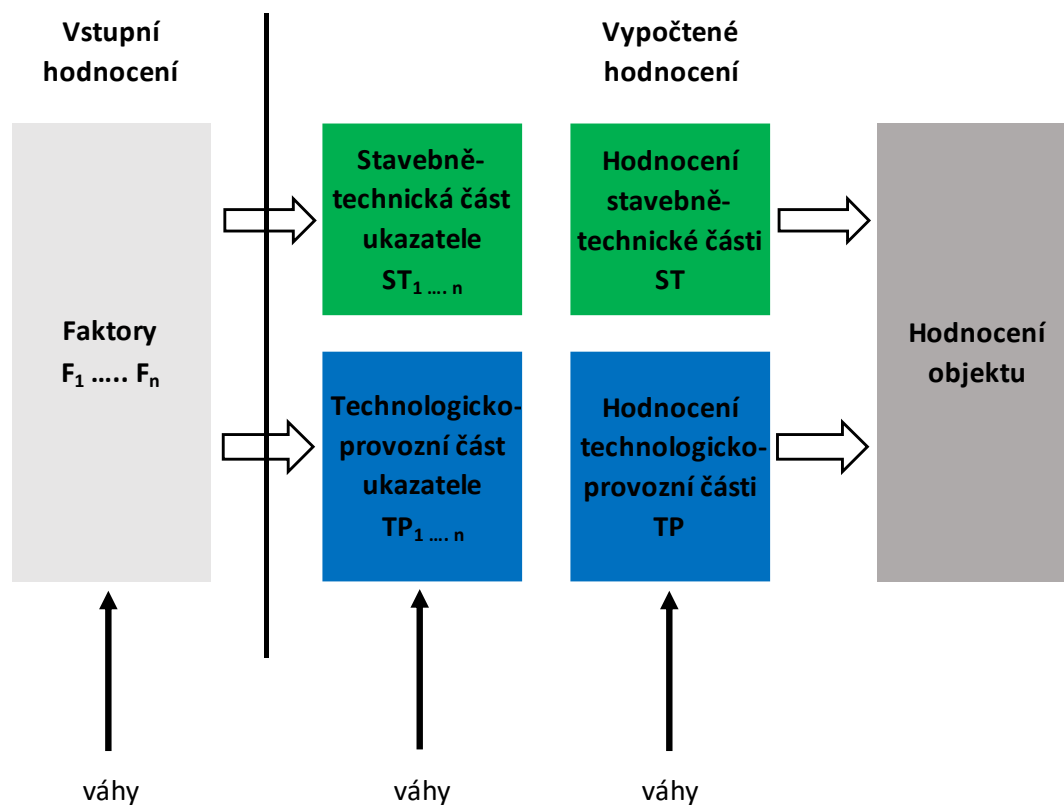 Vstupní
hodnocení
Vypočtené
hodnocení
Faktory
F₁ ..... Fₙ
Stavebně-
technická část
ukazatele
ST₁ .... ₙ
Hodnocení
stavebně-
technické části
ST
Technologicko-
provozní část
ukazatele
TP₁ .... ₙ
Hodnocení
technologicko-
provozní části
TP
Hodnocení
objektu
váhy
váhy
váhy